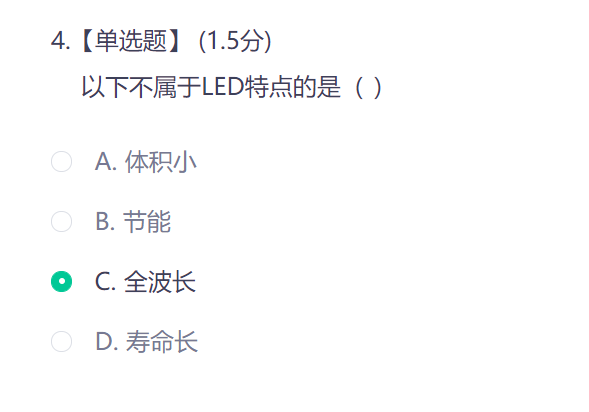 4.【单选题】 (1.5分)
以下不属于LED特点的是（ ）
A. 体积小
B. 节能
C. 全波长
D. 寿命长